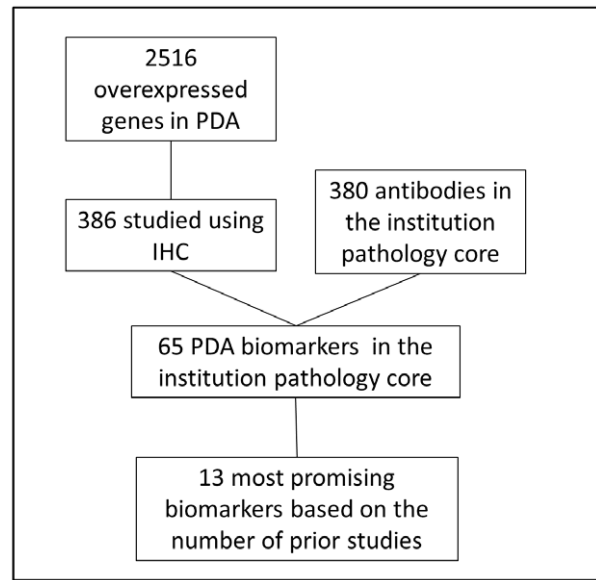 2516
overexpressed
genes in PDA
386 studied using
IHC
380 antibodies in
the institution
pathology core
65 PDA biomarkers in the
institution pathology core
13 most promising
biomarkers based on the
number of prior studies